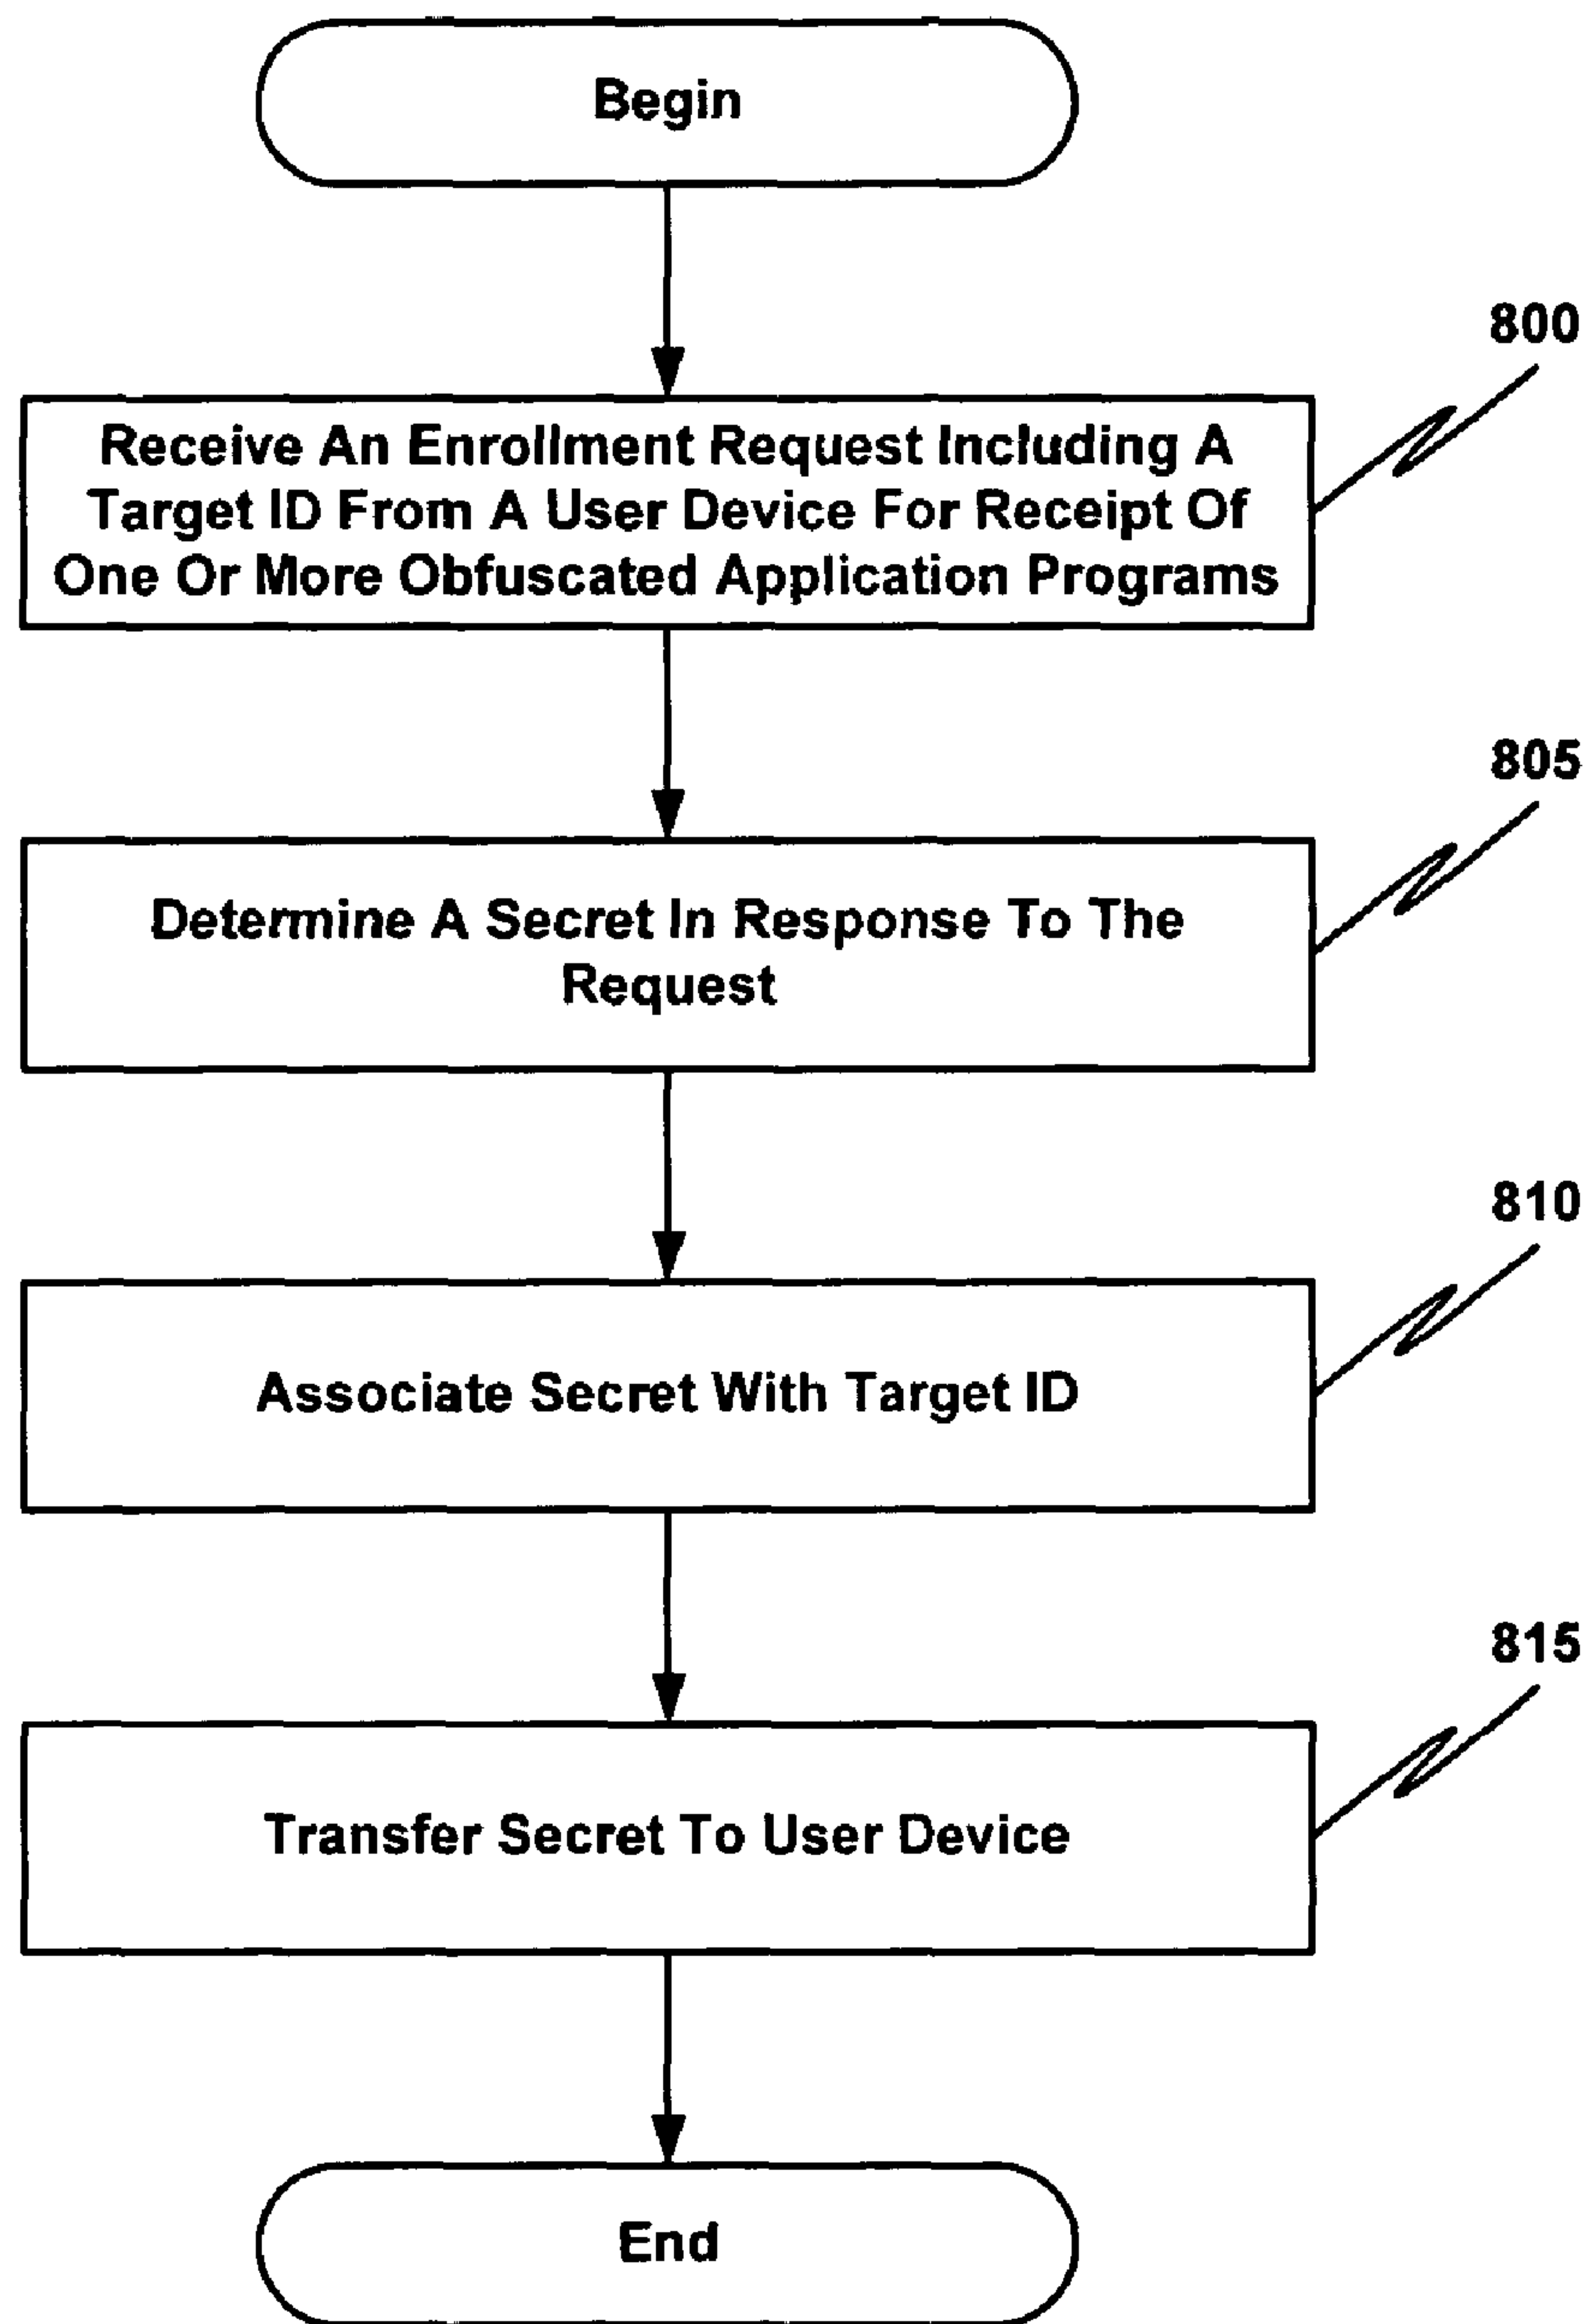 Begin
800
Receive An Enrollment Request Including A
Target ID From A User Device For Receipt Of
One Or More Obfuscated Application Programs
805
Determine A Secret In Response To The
Request
810
Associate Secret With Target ID
815
Transfer Secret To User Device
End